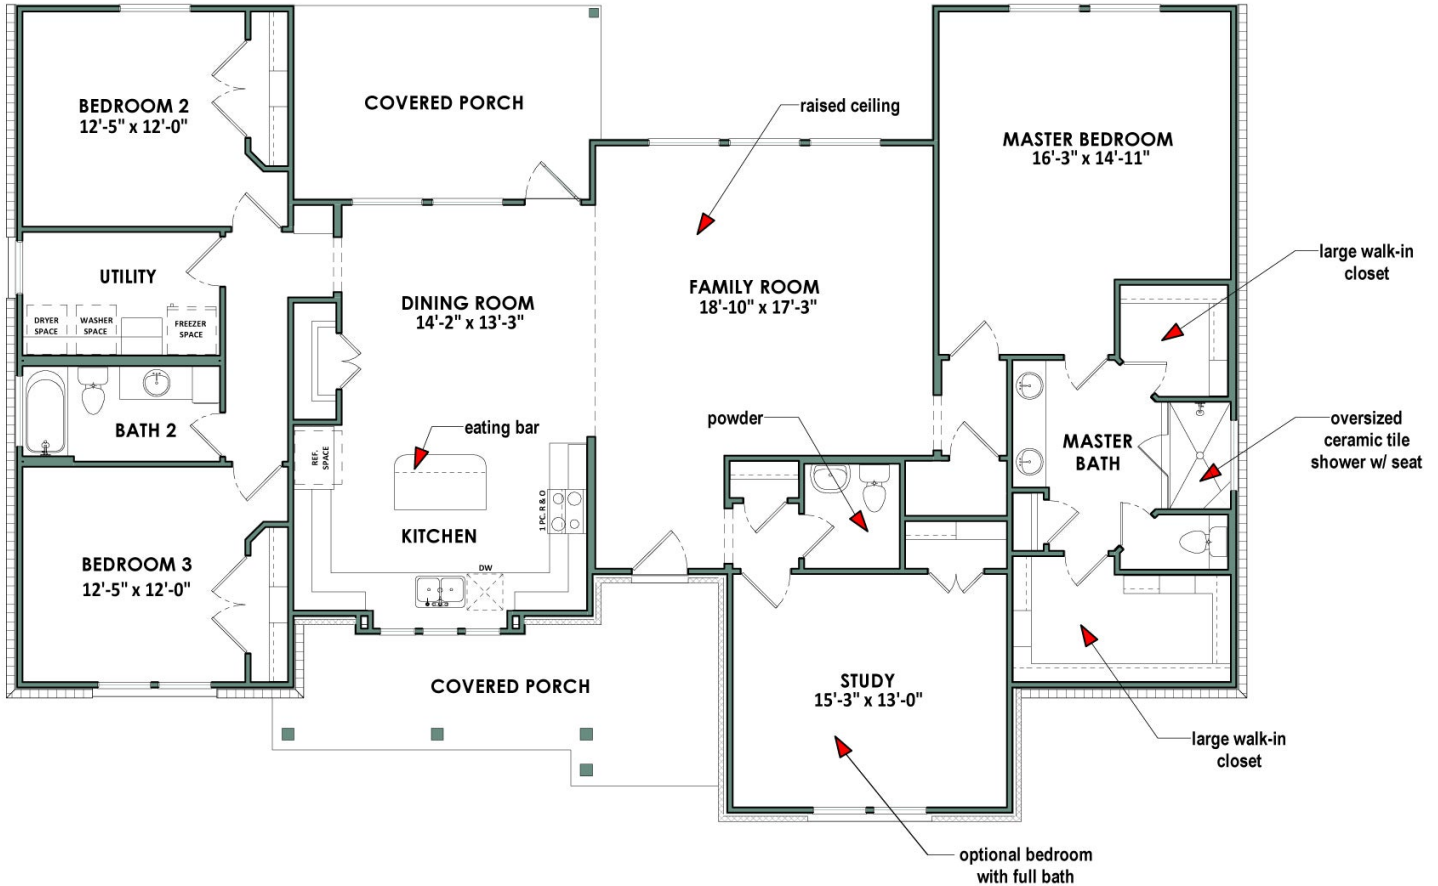 BEDROOM 2
12'-5" x 12'-0"
COVERED PORCH
raised ceiling
MASTER BEDROOM
16'-3" x 14'-11"
UTILITY
DRYER
SPACE
WASHER
SPACE
FREEZER
SPACE
DINING ROOM
14'-2" x 13'-3"
FAMILY ROOM
18'-10" x 17'-3"
large walk-in
closet
BATH 2
eating bar
powder
MASTER
BATH
oversized
ceramic tile
shower w/ seat
REF.
SPACE
1 PC. R & O
KITCHEN
DW
BEDROOM 3
12'-5" x 12'-0"
COVERED PORCH
STUDY
15'-3" x 13'-0"
large walk-in
closet
optional bedroom
with full bath